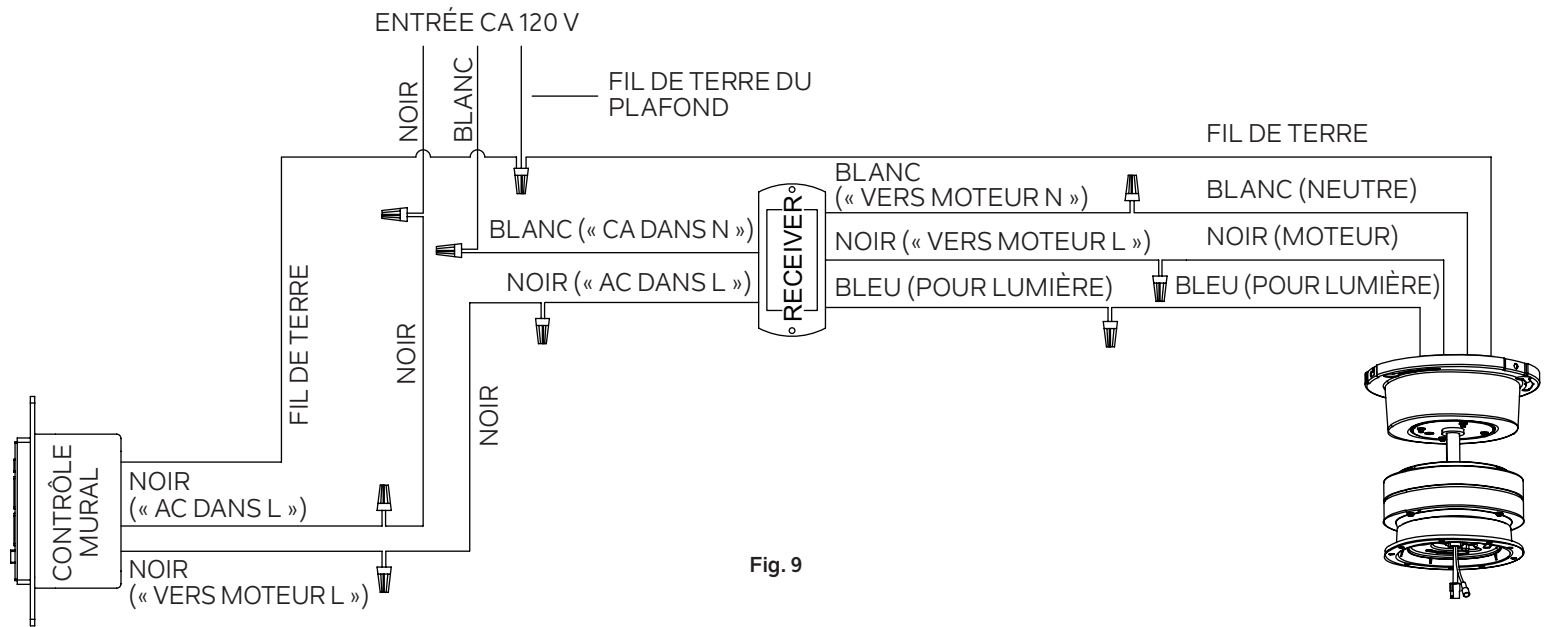 ENTRÉE CA 120 V
NOIR
BLANC
FIL DE TERRE DU
PLAFOND
FIL DE TERRE
BLANC
(« VERS MOTEUR N »)
BLANC (NEUTRE)
BLANC (« CA DANS N »)
NOIR (« VERS MOTEUR L »)
NOIR (MOTEUR)
RECEIVER
NOIR (« AC DANS L »)
BLEU (POUR LUMIÈRE)
BLEU (POUR LUMIÈRE)
FIL DE TERRE
NOIR
NOIR
CONTRÔLE
MURAL
NOIR
(« AC DANS L »)
NOIR
(« VERS MOTEUR L »)
Fig. 9